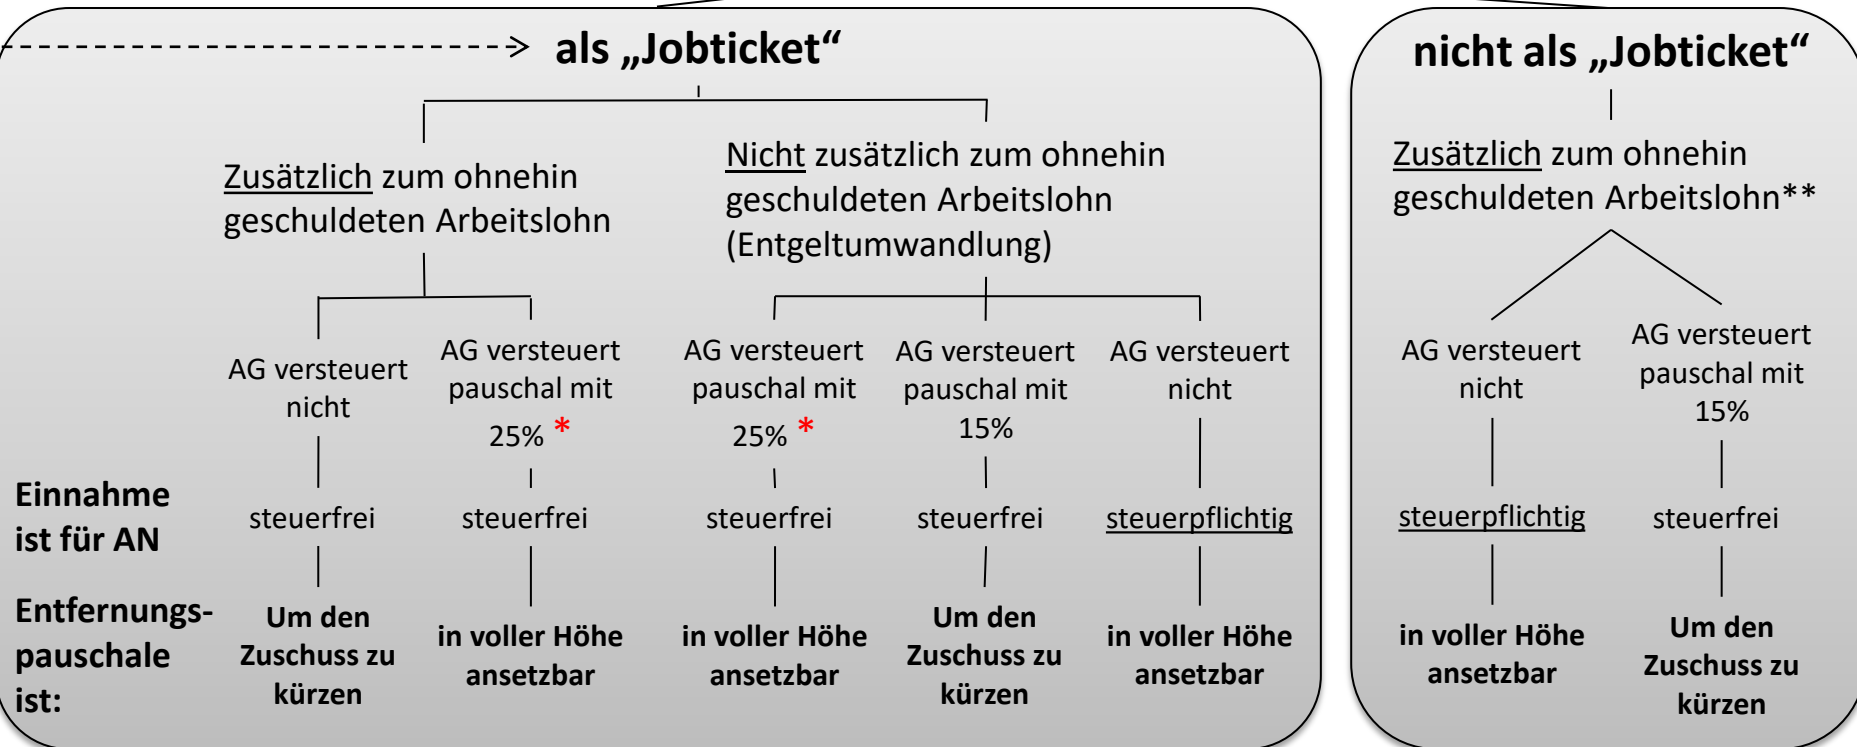 als „Jobticket“
nicht als „Jobticket“
Zusätzlich zum ohnehin
geschuldeten Arbeitslohn
Nicht zusätzlich zum ohnehin
geschuldeten Arbeitslohn
(Entgeltumwandlung)
Zusätzlich zum ohnehin
geschuldeten Arbeitslohn**
AG versteuert
nicht
AG versteuert
pauschal mit
25% *
AG versteuert
pauschal mit
25% *
AG versteuert
pauschal mit
15%
AG versteuert
nicht
AG versteuert
nicht
AG versteuert
pauschal mit
15%
Einnahme
ist für AN
steuerfrei
steuerfrei
steuerfrei
steuerfrei
steuerpflichtig
steuerpflichtig
steuerfrei
Entfernungs-
pauschale
ist:
Um den
Zuschuss zu
kürzen
in voller Höhe
ansetzbar
in voller Höhe
ansetzbar
Um den
Zuschuss zu
kürzen
in voller Höhe
ansetzbar
in voller Höhe
ansetzbar
Um den
Zuschuss zu
kürzen